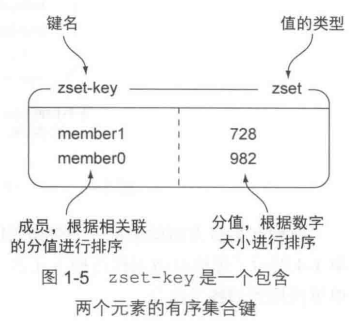 键名
值的类型
zset-key
zset
member1 728
member0 982
成员，根据相关联
的分值进行排序
分值，根据数字
大小进行排序
图 1-5 zset-key 是一个包含
两个元素的有序集合键